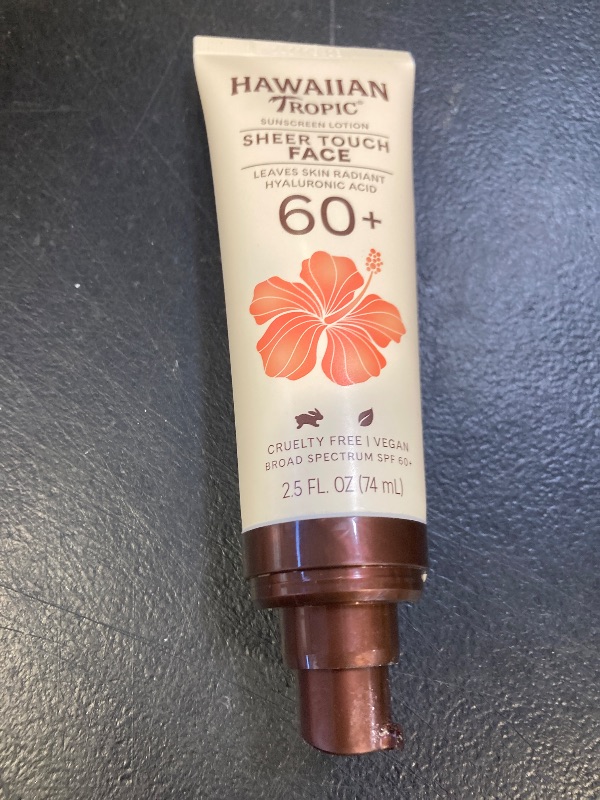 HAWAIIAN
TROPIC®
SUNSCREEN LOTION
SHEER TOUCH
FACE
LEAVES SKIN RADIANT
HYALURONIC ACID
60+
CRUELTY FREE | VEGAN
BROAD SPECTRUM SPF 60+
2.5 FL. OZ (74 mL)